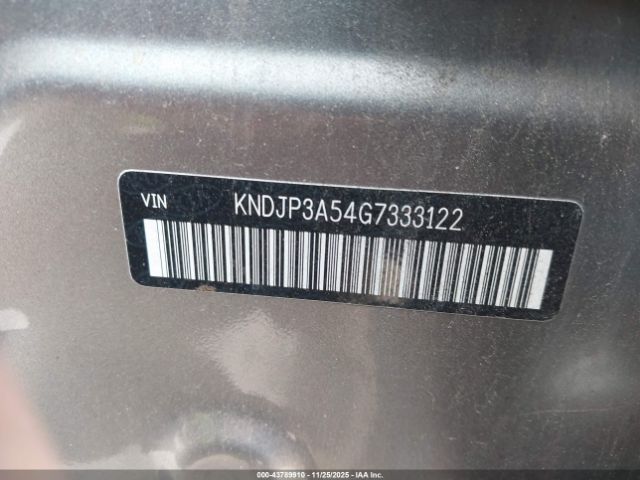 VIN KNDJP3A54G7333122
000-43789910 | 11/25/2025 | IAA Inc.